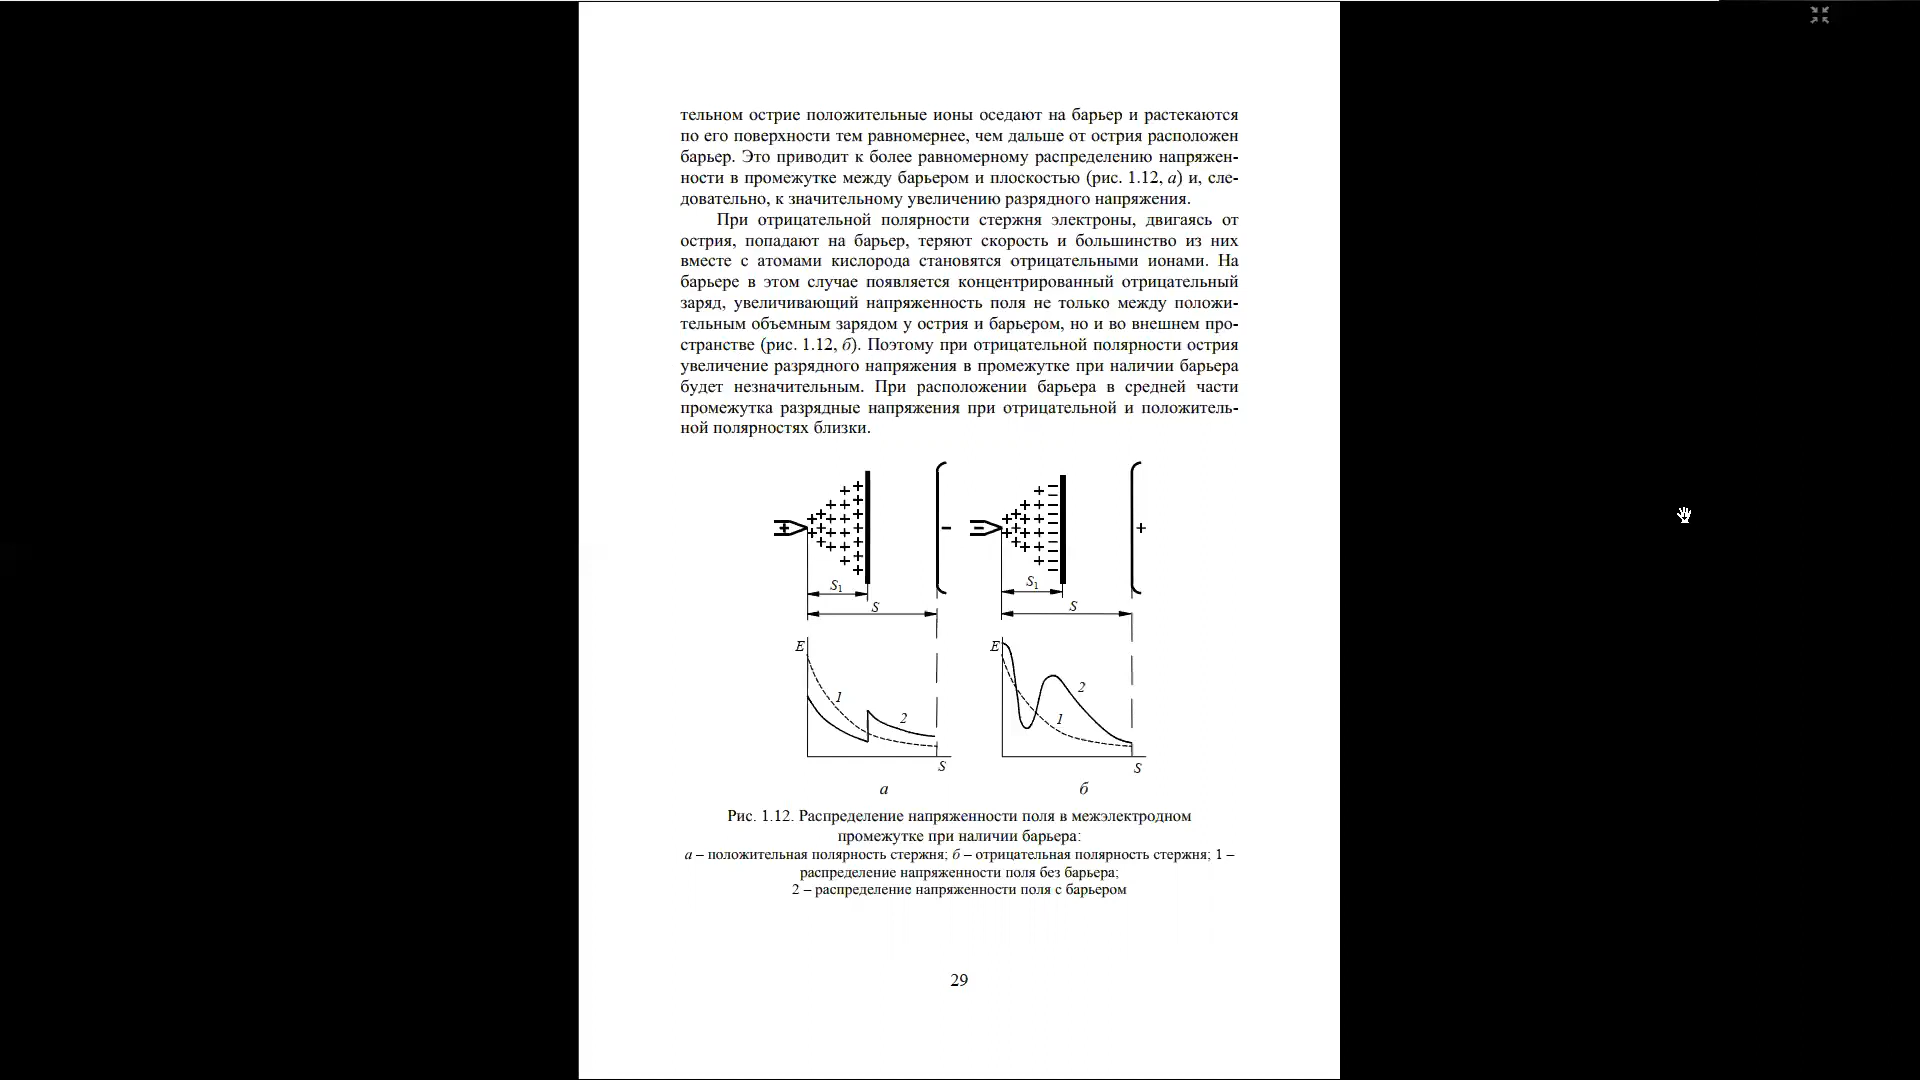 тельном острие положительные ионы оседают на барьер и растекаются
по его поверхности тем равномернее, чем дальше от острия расположен
барьер. Это приводит к более равномерному распределению напряжен-
ности в промежутке между барьером и плоскостью (рис. 1.12, а) и, сле-
довательно, к значительному увеличению разрядного напряжения.
При отрицательной полярности стержня электроны, двигаясь от
острия, попадают на барьер, теряют скорость и большинство из них
вместе с атомами кислорода становятся отрицательными ионами. На
барьере в этом случае появляется концентрированный отрицательный
заряд, увеличивающий напряженность поля не только между положи-
тельным объемным зарядом у острия и барьером, но и во внешнем про-
странстве (рис. 1.12, б). Поэтому при отрицательной полярности острия
увеличение разрядного напряжения в промежутке при наличии барьера
будет незначительным. При расположении барьера в средней части
промежутка разрядные напряжения при отрицательной и положитель-
ной полярностях близки.
S1
S
E
1
2
S
а
S1
S
E
2
1
S
б
Рис. 1.12. Распределение напряженности поля в межэлектродном
промежутке при наличии барьера:
а – положительная полярность стержня; б – отрицательная полярность стержня; 1 –
распределение напряженности поля без барьера;
2 – распределение напряженности поля с барьером
29